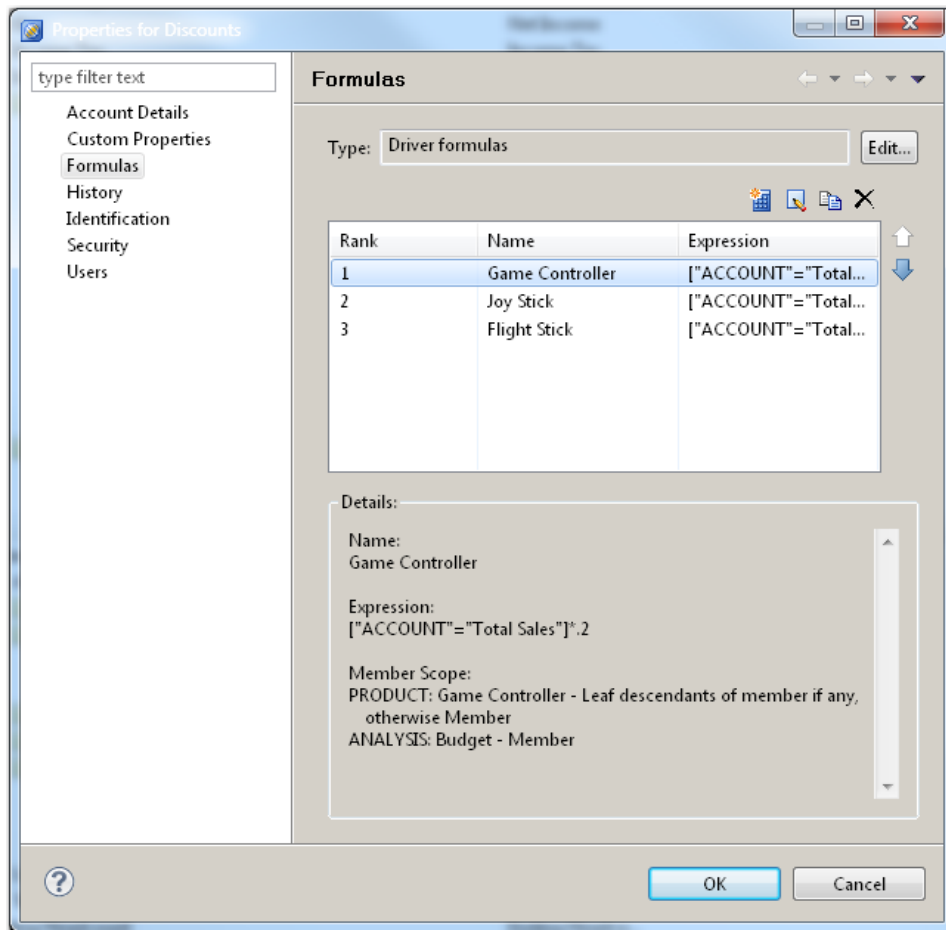 Properties for Discounts
type filter text
Account Details
Custom Properties
Formulas
History
Identification
Security
Users
Formulas
Type: Driver formulas Edit...
Rank Name Expression
1 Game Controller ["ACCOUNT"="Total...
2 Joy Stick ["ACCOUNT"="Total...
3 Flight Stick ["ACCOUNT"="Total...
Details:
Name:
Game Controller
Expression:
["ACCOUNT"="Total Sales"]*.2
Member Scope:
PRODUCT: Game Controller - Leaf descendants of member if any,
otherwise Member
ANALYSIS: Budget - Member
OK Cancel